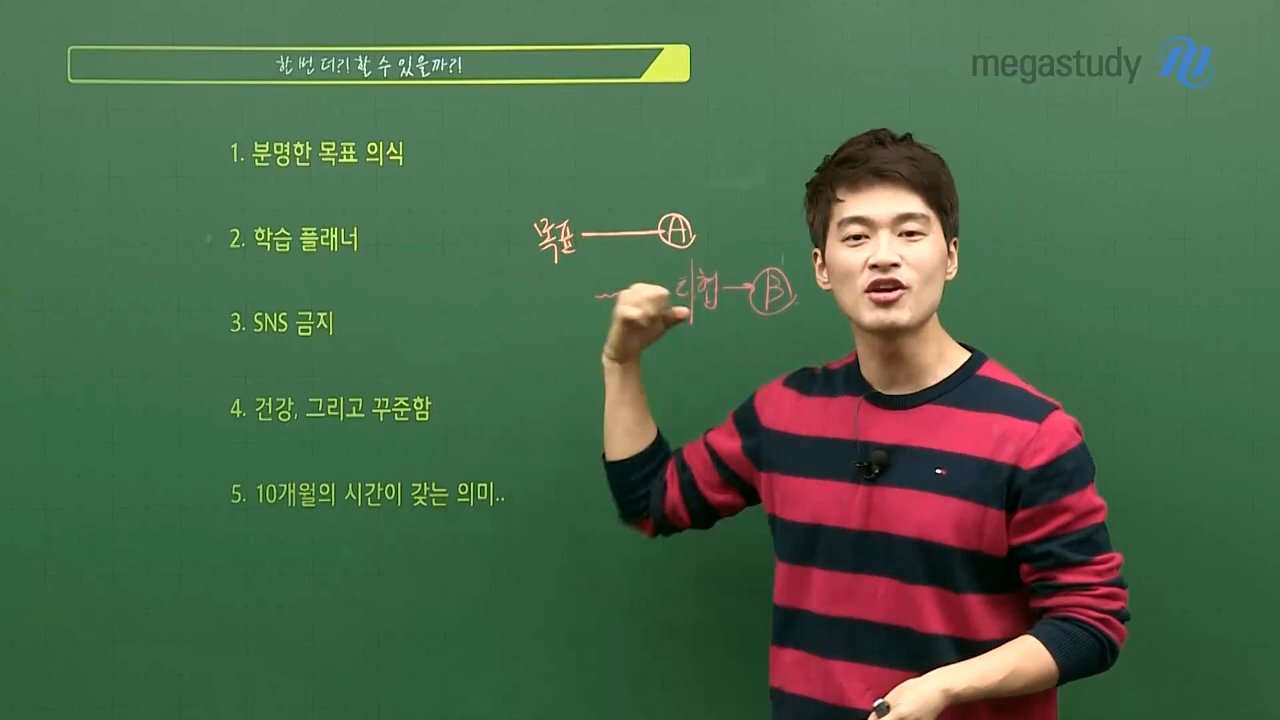 한 번 더?! 할 수 있을까?!
megastudy
1. 분명한 목표 의식
2. 학습 플래너
목표 A
타협 → B
3. SNS 금지
4. 건강, 그리고 꾸준함
5. 10개월의 시간이 갖는 의미..